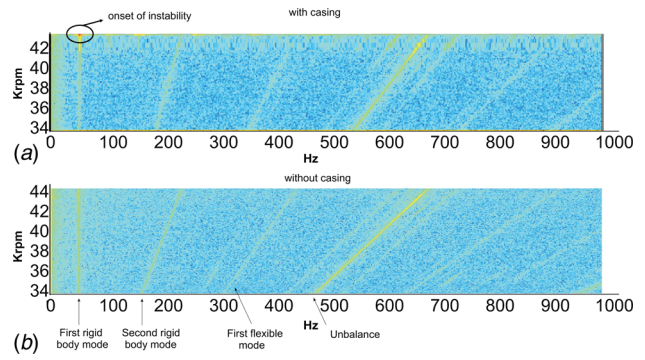 onset of instability
with casing
Krpm
42
40
38
36
34
0 100 200 300 400 500 600 700 800 900 1000
Hz
(a)
without casing
Krpm
44
42
40
38
36
34
0 100 200 300 400 500 600 700 800 900 1000
Hz
First rigid
body mode
Second rigid
body mode
First flexible
mode
Unbalance
(b)